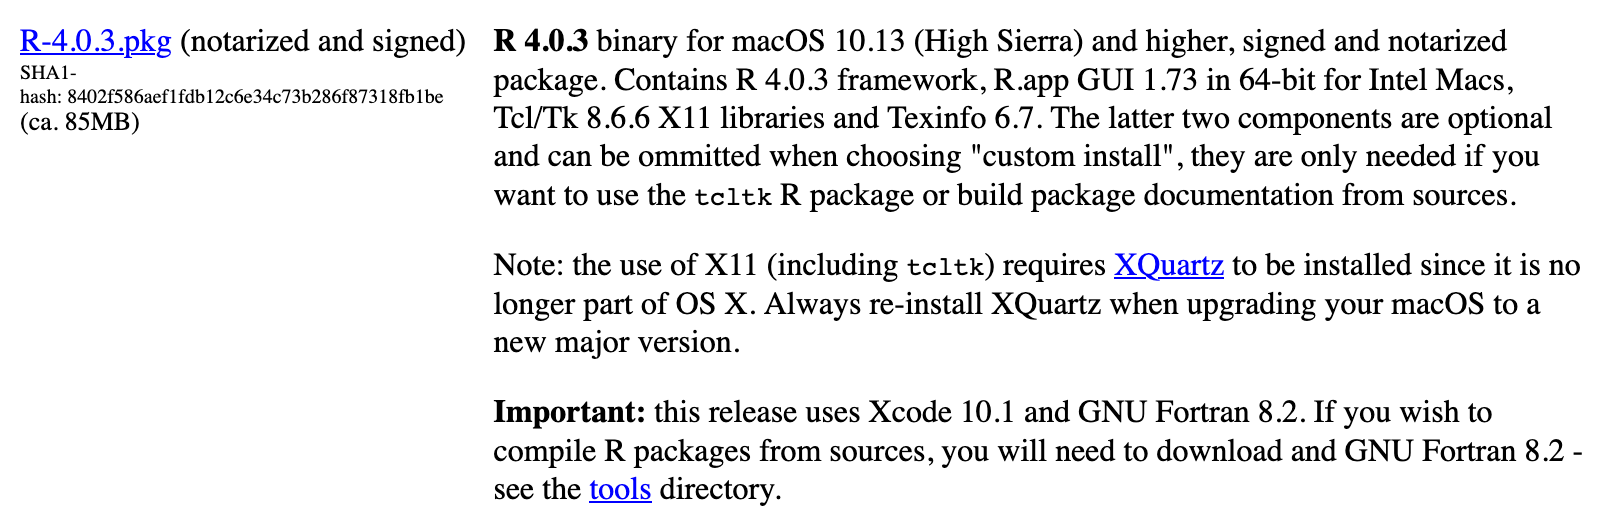 R-4.0.3.pkg (notarized and signed)
SHA1-
hash: 8402f586aef1fdb12c6e34c73b286f87318fb1be
(ca. 85MB)
R 4.0.3 binary for macOS 10.13 (High Sierra) and higher, signed and notarized
package. Contains R 4.0.3 framework, R.app GUI 1.73 in 64-bit for Intel Macs,
Tcl/Tk 8.6.6 X11 libraries and Texinfo 6.7. The latter two components are optional
and can be ommitted when choosing "custom install", they are only needed if you
want to use the tcltk R package or build package documentation from sources.
Note: the use of X11 (including tcltk) requires XQuartz to be installed since it is no
longer part of OS X. Always re-install XQuartz when upgrading your macOS to a
new major version.
Important: this release uses Xcode 10.1 and GNU Fortran 8.2. If you wish to
compile R packages from sources, you will need to download and GNU Fortran 8.2 -
see the tools directory.